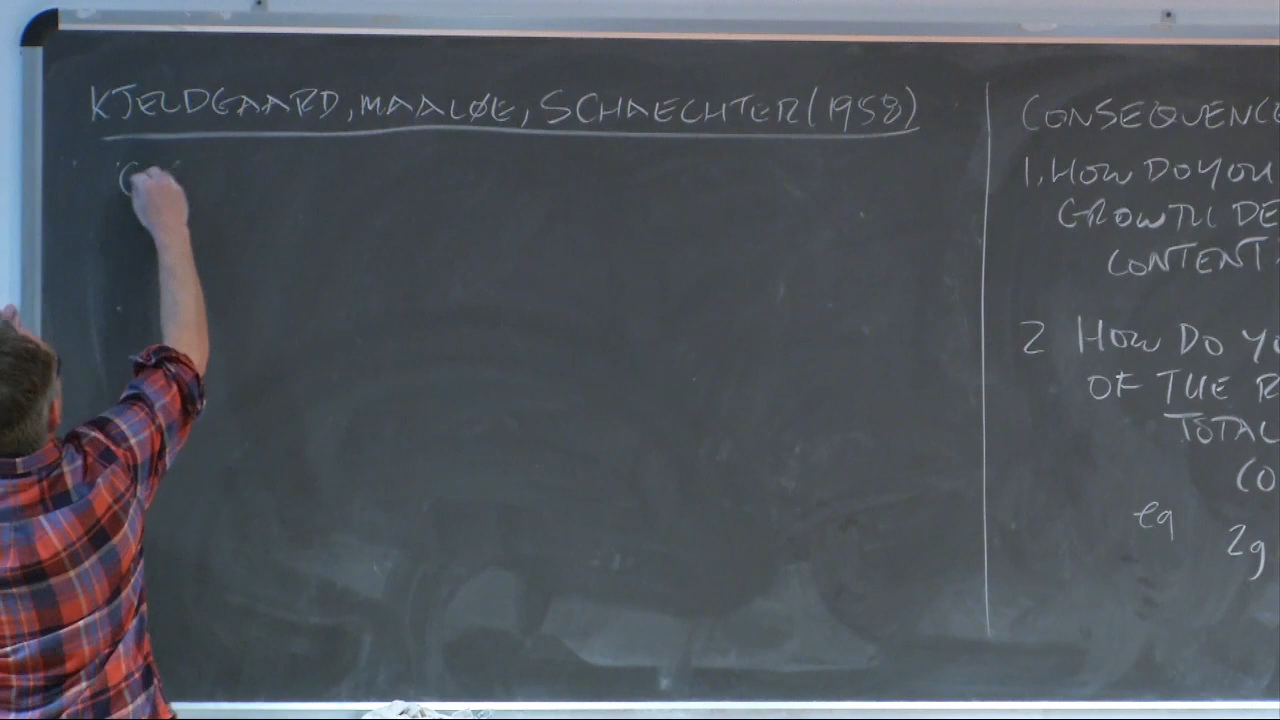 KJELDGAARD, MAALØE, SCHAECHTER (1958)
CONSEQUENC
1. HOW DO YOU
GROWTH DE
CONTENT
2 HOW DO Y
OF THE R
TOTAL
CO
eq
2g